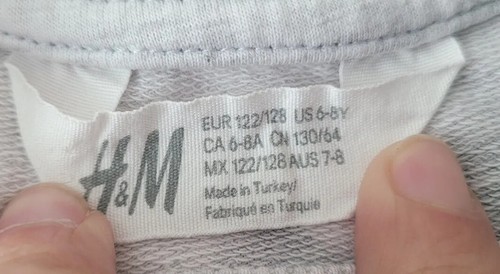 H&M
EUR 122/128 US 6-8Y
CA 6-8A CN 130/64
MX 122/128 AUS 7-8
Made in Turkey/
Fabriqué en Turquie